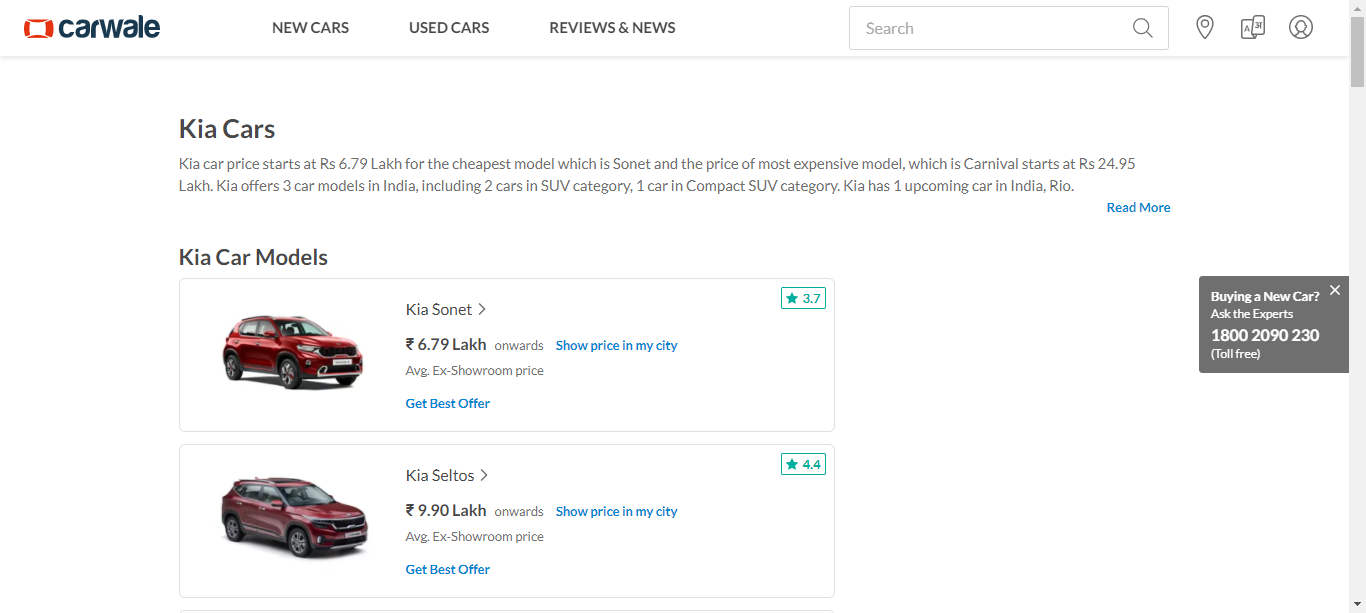 carwale
NEW CARS
USED CARS
REVIEWS & NEWS
Search
Kia Cars
Kia car price starts at Rs 6.79 Lakh for the cheapest model which is Sonet and the price of most expensive model, which is Carnival starts at Rs 24.95
Lakh. Kia offers 3 car models in India, including 2 cars in SUV category, 1 car in Compact SUV category. Kia has 1 upcoming car in India, Rio.
Read More
Kia Car Models
Kia Sonet
3.7
₹ 6.79 Lakh onwards Show price in my city
Avg. Ex-Showroom price
Get Best Offer
Kia Seltos
4.4
₹ 9.90 Lakh onwards Show price in my city
Avg. Ex-Showroom price
Get Best Offer
Buying a New Car?
Ask the Experts
1800 2090 230
(Toll free)